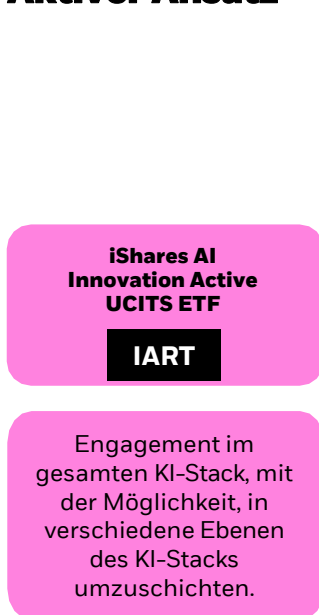 Aktiver Ansatz
iShares AI
Innovation Active
UCITS ETF
IART
Engagement im
gesamten KI-Stack, mit
der Möglichkeit, in
verschiedene Ebenen
des KI-Stacks
umzuschichten.